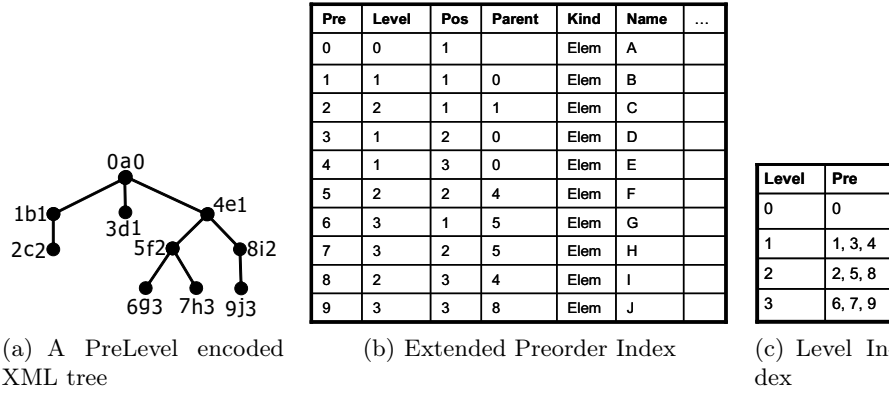 0a0
1b1
3d1
4e1
2c2
5f2
8i2
6g3 7h3 9j3
(a) A PreLevel encoded
XML tree
Pre Level Pos Parent Kind Name ...
0 0 1 Elem A
1 1 1 0 Elem B
2 2 1 1 Elem C
3 1 2 0 Elem D
4 1 3 0 Elem E
5 2 2 4 Elem F
6 3 1 5 Elem G
7 3 2 5 Elem H
8 2 3 4 Elem I
9 3 3 8 Elem J
(b) Extended Preorder Index
Level Pre
0 0
1 1, 3, 4
2 2, 5, 8
3 6, 7, 9
(c) Level In-
dex